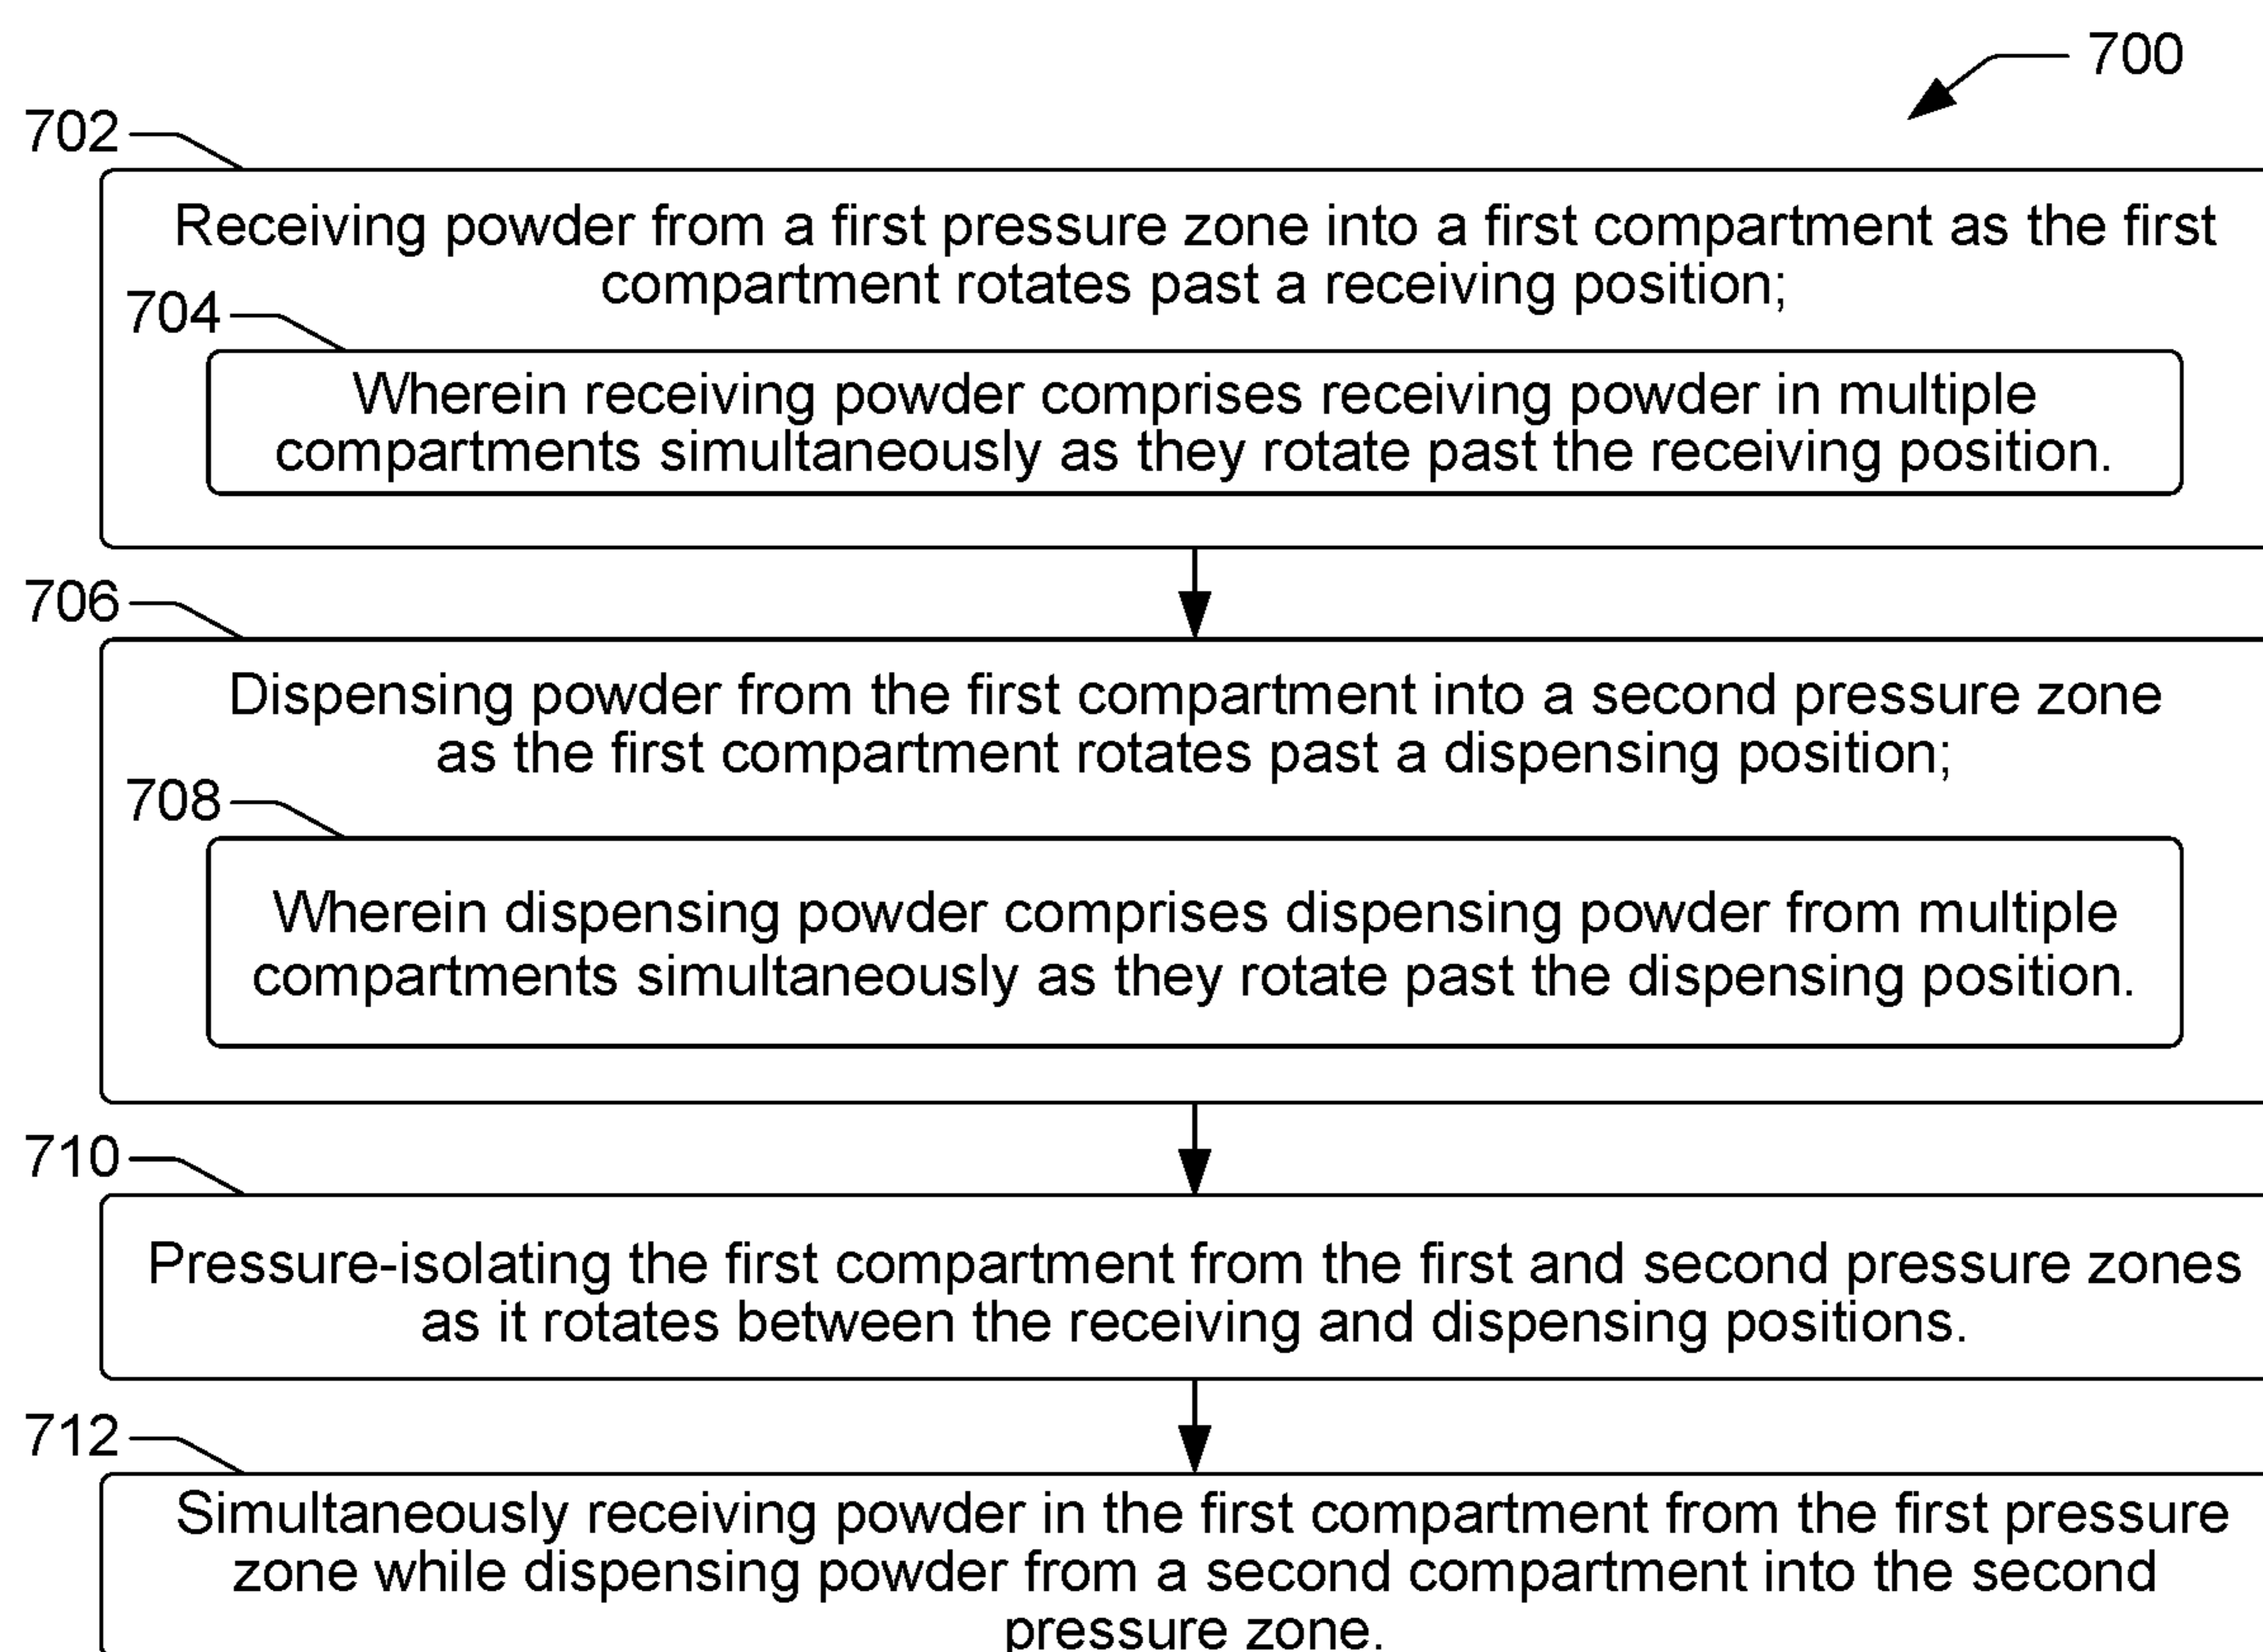 700
702
Receiving powder from a first pressure zone into a first compartment as the first
compartment rotates past a receiving position;
704
Wherein receiving powder comprises receiving powder in multiple
compartments simultaneously as they rotate past the receiving position.
706
Dispensing powder from the first compartment into a second pressure zone
as the first compartment rotates past a dispensing position;
708
Wherein dispensing powder comprises dispensing powder from multiple
compartments simultaneously as they rotate past the dispensing position.
710
Pressure-isolating the first compartment from the first and second pressure zones
as it rotates between the receiving and dispensing positions.
712
Simultaneously receiving powder in the first compartment from the first pressure
zone while dispensing powder from a second compartment into the second
pressure zone.